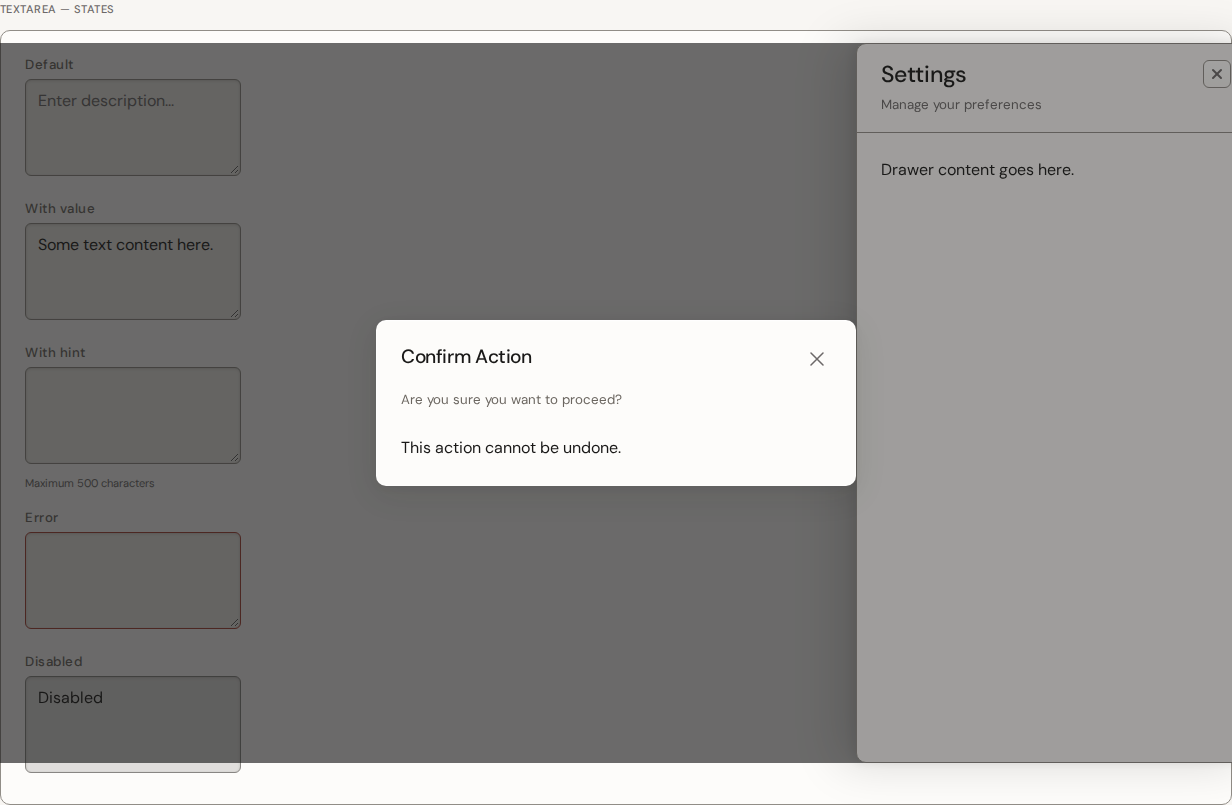 TEXTAREA — STATES
Default
Enter description...
With value
Some text content here.
With hint
Maximum 500 characters
Error
Disabled
Disabled
Settings
Manage your preferences
Drawer content goes here.
Confirm Action
Are you sure you want to proceed?
This action cannot be undone.